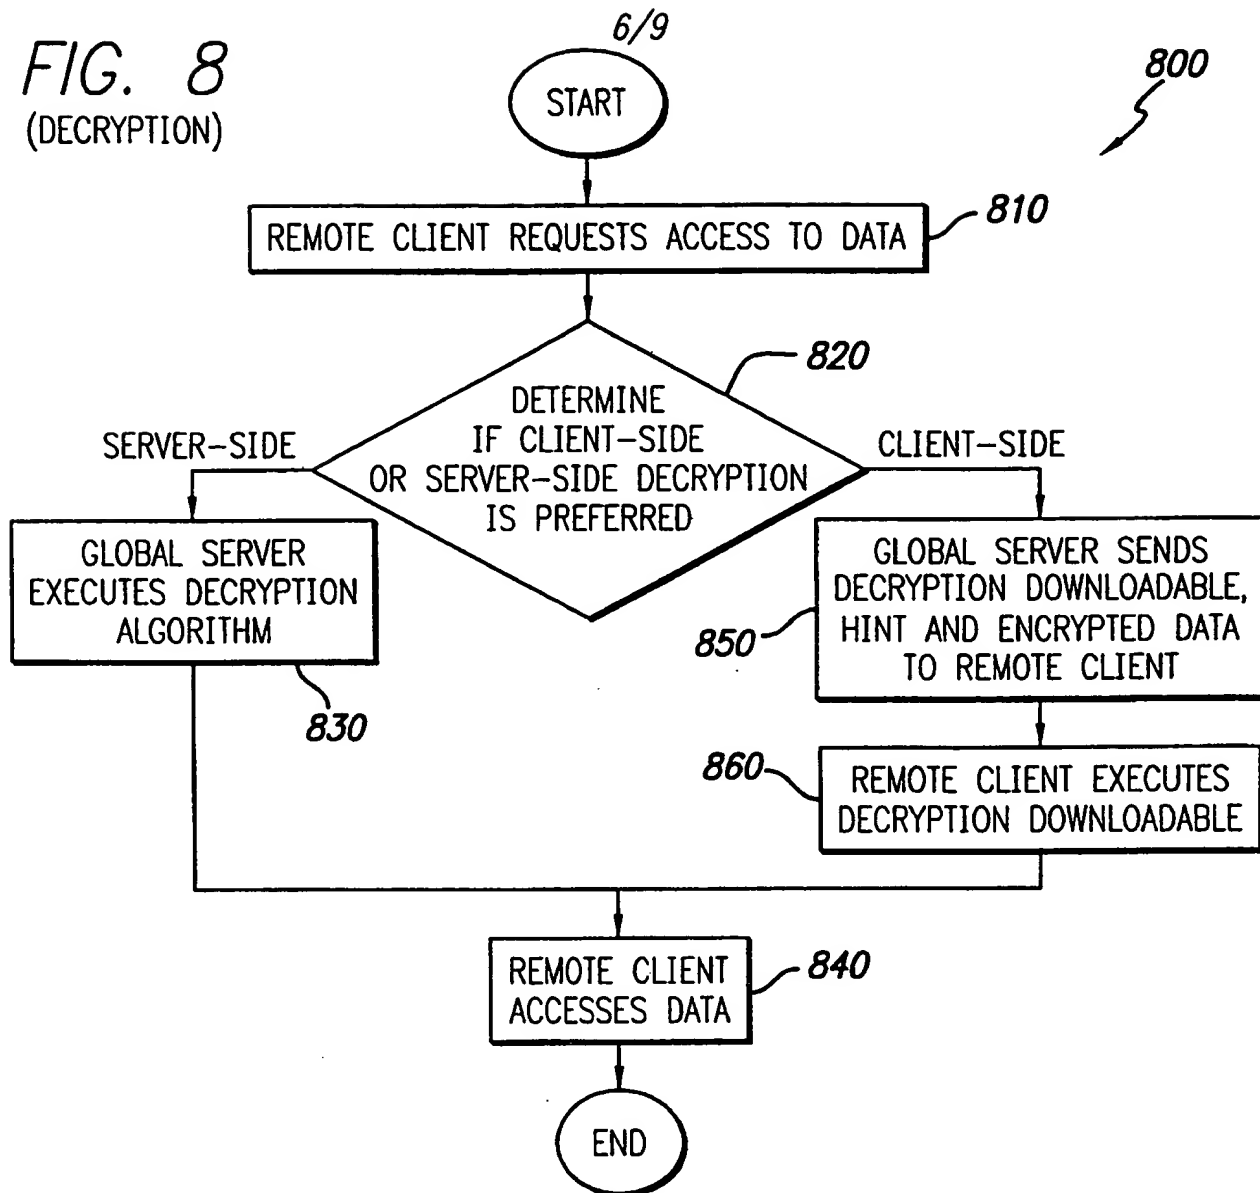 6/9
FIG. 8
(DECRYPTION)
800
START
REMOTE CLIENT REQUESTS ACCESS TO DATA
810
820
DETERMINE
IF CLIENT-SIDE
OR SERVER-SIDE DECRYPTION
IS PREFERRED
SERVER-SIDE
CLIENT-SIDE
GLOBAL SERVER
EXECUTES DECRYPTION
ALGORITHM
830
GLOBAL SERVER SENDS
DECRYPTION DOWNLOADABLE,
HINT AND ENCRYPTED DATA
TO REMOTE CLIENT
850
860
REMOTE CLIENT EXECUTES
DECRYPTION DOWNLOADABLE
REMOTE CLIENT
ACCESSES DATA
840
END